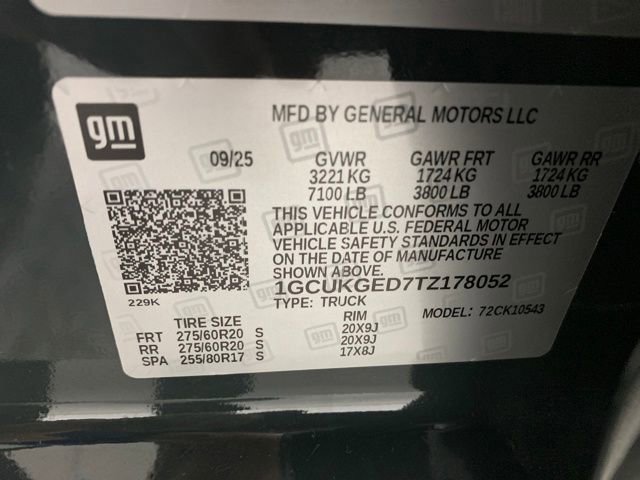 gm
MFD BY GENERAL MOTORS LLC
09/25 GVWR GAWR FRT GAWR RR
3221 KG 1724 KG 1724 KG
7100 LB 3800 LB 3800 LB
THIS VEHICLE CONFORMS TO ALL
APPLICABLE U.S. FEDERAL MOTOR
VEHICLE SAFETY STANDARDS IN EFFECT
ON THE DATE OF MANUFACTURE
SHOWN ABOVE.
1GCUKGED7TZ178052
229K
TYPE: TRUCK MODEL: 72CK10543
TIRE SIZE RIM
FRT 275/60R20 S 20X9J
RR 275/60R20 S 20X9J
SPA 255/80R17 S 17X8J